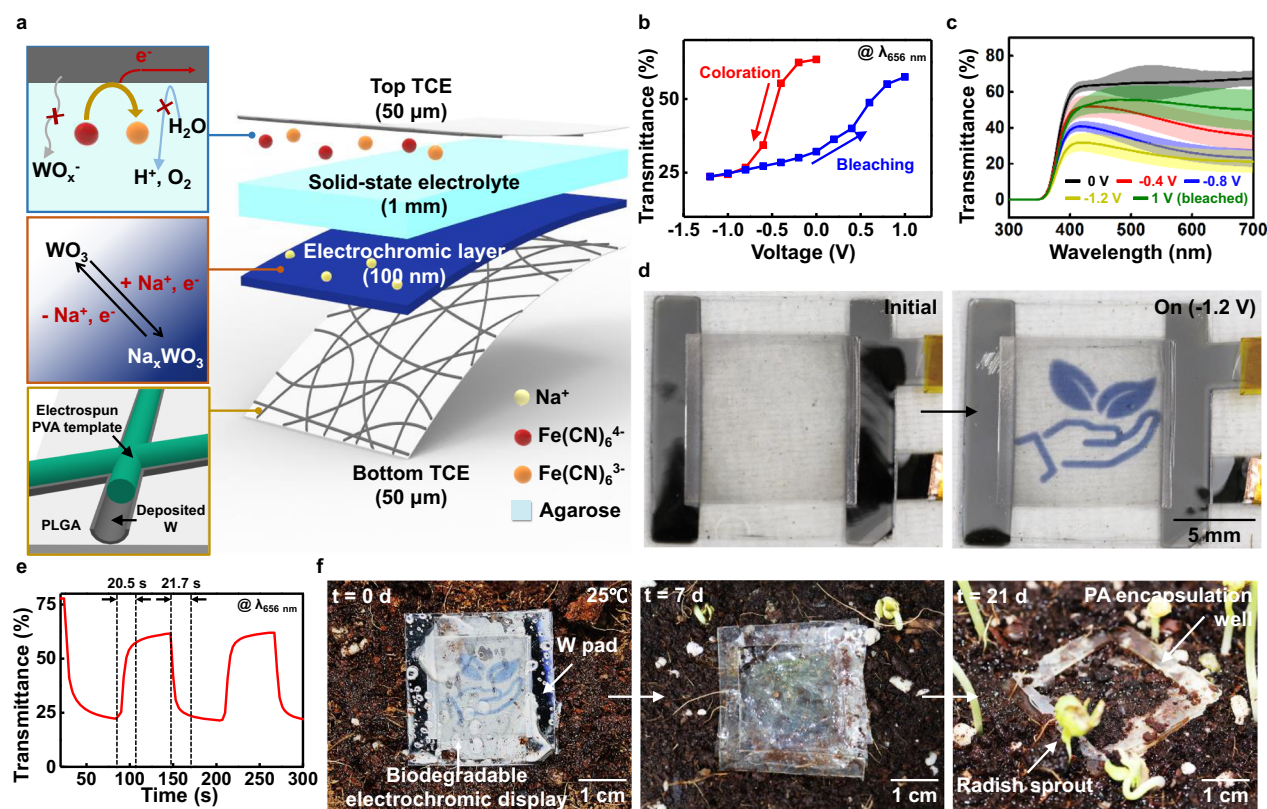 a
e⁻
H₂O
WOₓ⁻
H⁺, O₂
WO₃
+ Na⁺, e⁻
- Na⁺, e⁻
NaₓWO₃
Electrospun
PVA template
Deposited
W
PLGA
Top TCE
(50 µm)
Solid-state electrolyte
(1 mm)
Electrochromic layer
(100 nm)
Bottom TCE
(50 µm)
Na⁺
Fe(CN)₆⁴⁻
Fe(CN)₆³⁻
Agarose
b
@ λ₆₅₆ ₙₘ
Coloration
Bleaching
Transmittance (%)
50
25
0
-1.5 -1.0 -0.5 0.0 0.5 1.0
Voltage (V)
c
Transmittance (%)
80
60
40
20
0
0 V -0.4 V -0.8 V
-1.2 V 1 V (bleached)
300 400 500 600 700
Wavelength (nm)
d
Initial
On (-1.2 V)
5 mm
e
20.5 s 21.7 s
@ λ₆₅₆ ₙₘ
Transmittance (%)
75
50
25
0
50 100 150 200 250 300
Time (s)
f
t = 0 d
25℃
W pad
Biodegradable
electrochromic display
1 cm
t = 7 d
1 cm
t = 21 d
PA encapsulation
well
Radish sprout
1 cm